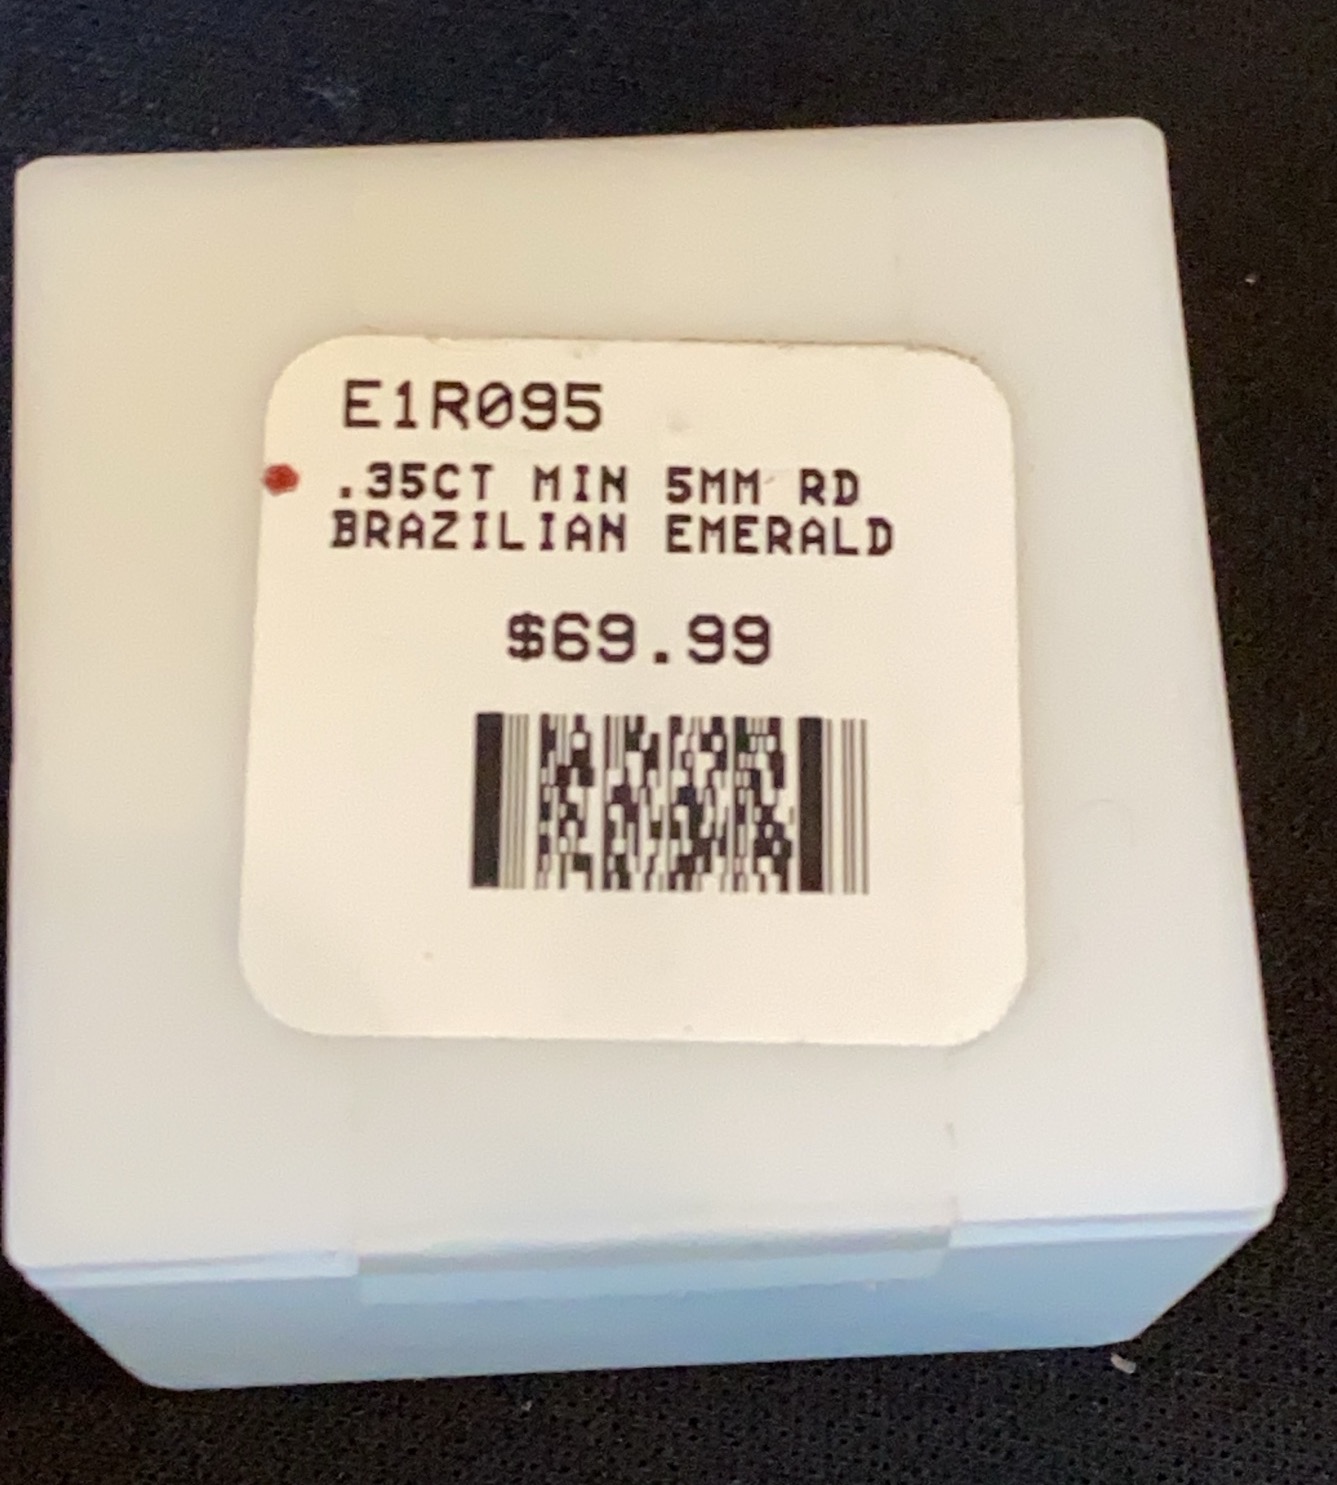 E1R095
.35CT MIN 5MM RD
BRAZILIAN EMERALD
$69.99